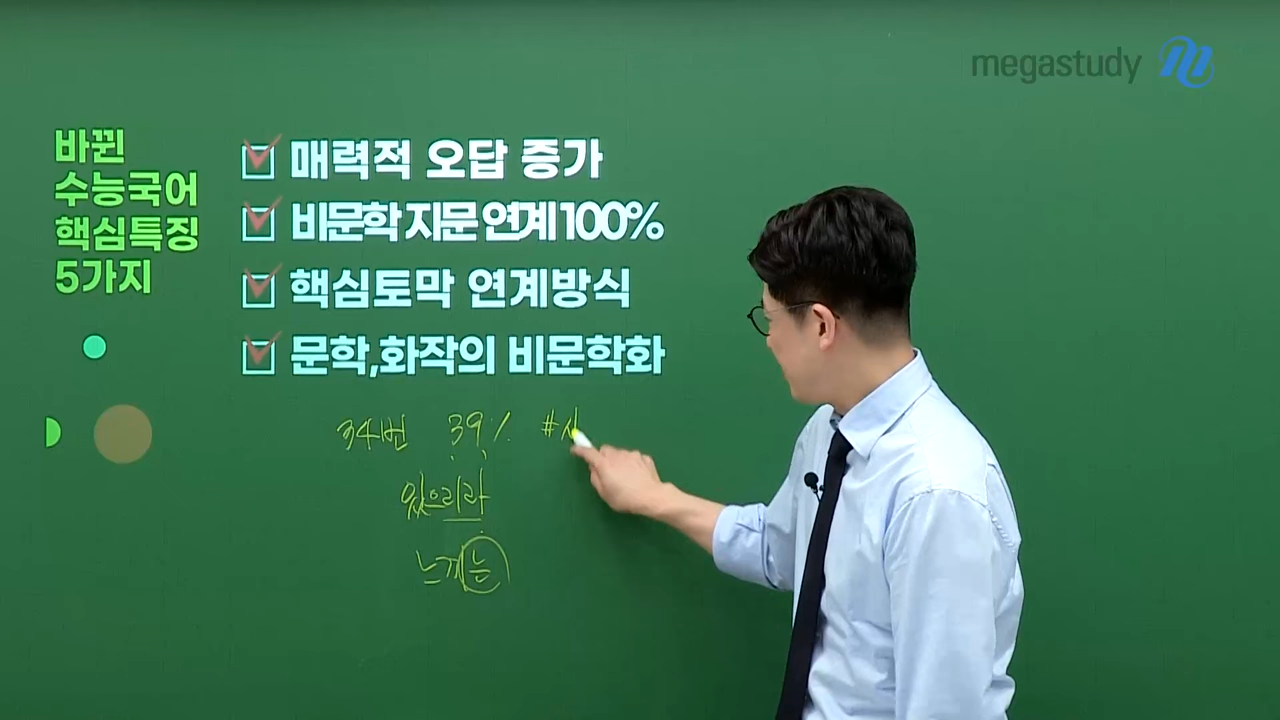 megastudy
바뀐
수능국어
핵심특징
5가지
매력적 오답 증가
비문학 지문 연계 100%
핵심토막 연계방식
문학,화작의 비문학화
34번 39% #사
있으리라
느끼는